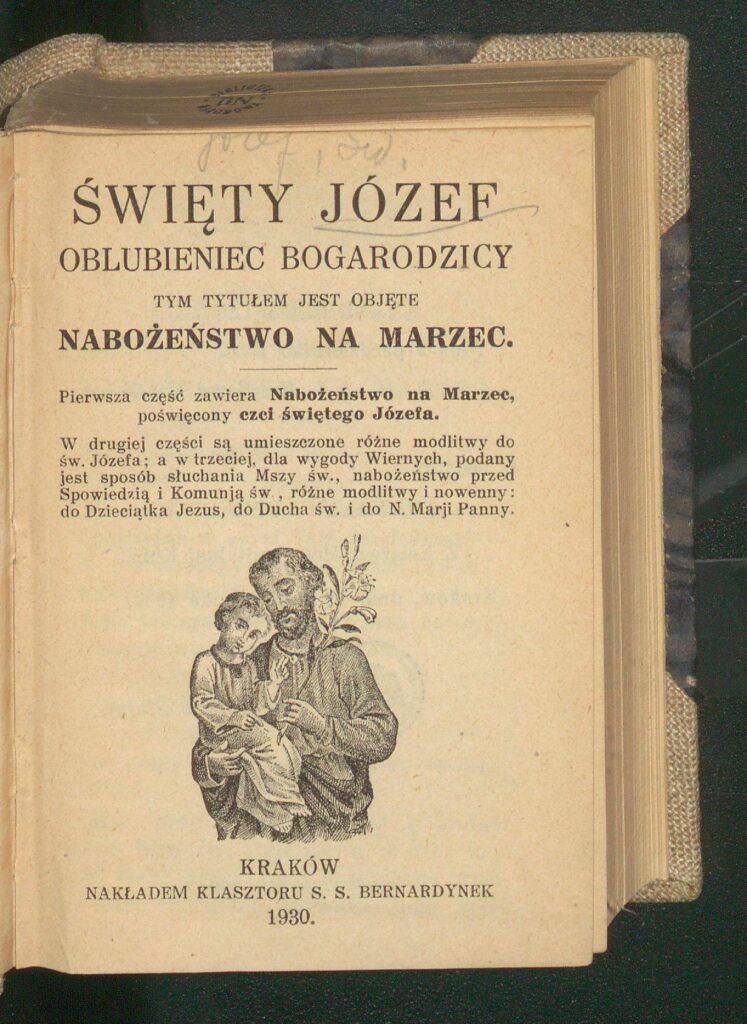 BN
Józef, św.
ŚWIĘTY JÓZEF
OBLUBIENIEC BOGARODZICY
TYM TYTUŁEM JEST OBJĘTE
NABOŻEŃSTWO NA MARZEC.
Pierwsza część zawiera Nabożeństwo na Marzec,
poświęcony czci świętego Józefa.
W drugiej części są umieszczone różne modlitwy do
św. Józefa; a w trzeciej, dla wygody Wiernych, podany
jest sposób słuchania Mszy św., nabożeństwo przed
Spowiedzią i Komunją św., różne modlitwy i nowenny:
do Dzieciątka Jezus, do Ducha św. i do N. Marji Panny.
KRAKÓW
NAKŁADEM KLASZTORU S. S. BERNARDYNEK
1930.